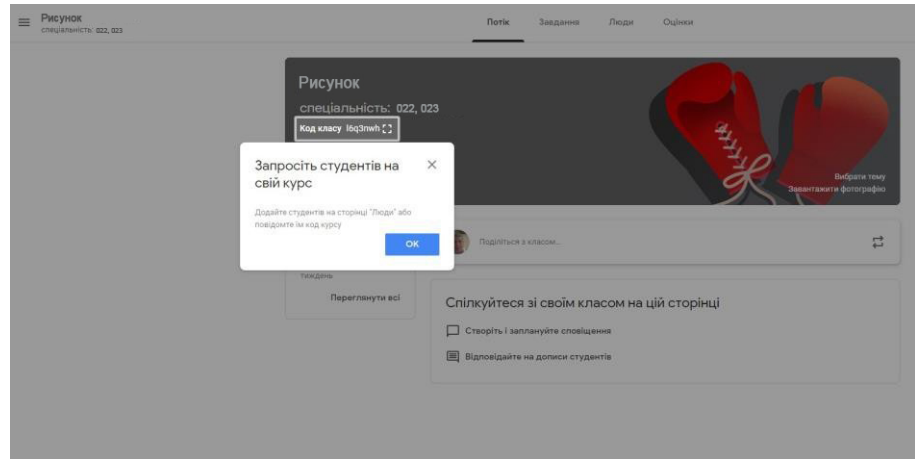 Рисунок
спеціальність: 022, 023
Потік
Завдання
Люди
Оцінки
Рисунок
спеціальність: 022, 023
Код класу l6q3nwh
Запросіть студентів на
свій курс
Додайте студентів на сторінці "Люди" або
повідомте їм код курсу
OK
Вибрати тему
Завантажити фотографію
Поділіться з класом...
тиждень
Переглянути всі
Спілкуйтеся зі своїм класом на цій сторінці
Створіть і заплануйте сповіщення
Відповідайте на дописи студентів